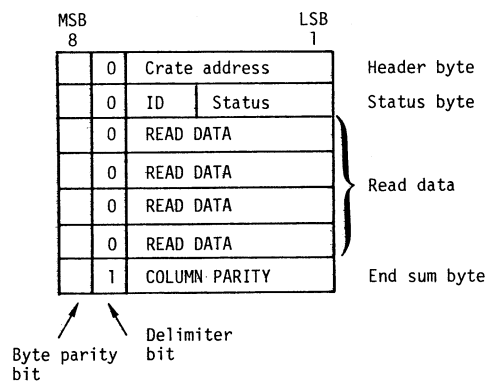 MSB LSB
8 1
0 Crate address Header byte
0 ID Status Status byte
0 READ DATA
0 READ DATA
Read data
0 READ DATA
0 READ DATA
1 COLUMN PARITY End sum byte
Byte parity bit
Delimiter bit